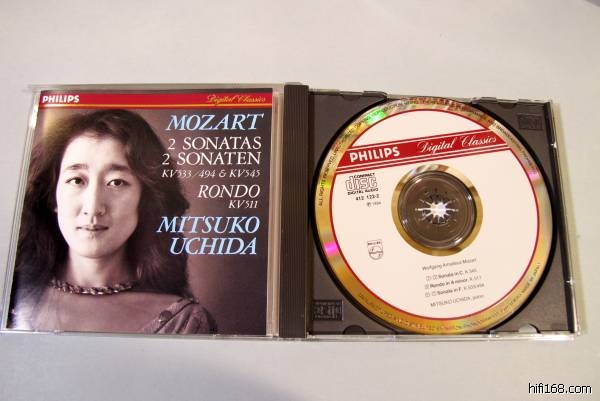 PHILIPS Digital Classics
MOZART
2 SONATAS
2 SONATEN
KV533/494 & KV545
RONDO
KV511
MITSUKO
UCHIDA
PHILIPS Digital Classics
COMPACT
disc
DIGITAL AUDIO
412 122-2
PHILIPS
Wolfgang Amadeus Mozart
Sonata in C, K.545
Rondo in A minor, K.511
Sonata in F, K.533/494
MITSUKO UCHIDA, piano
hifi168.com